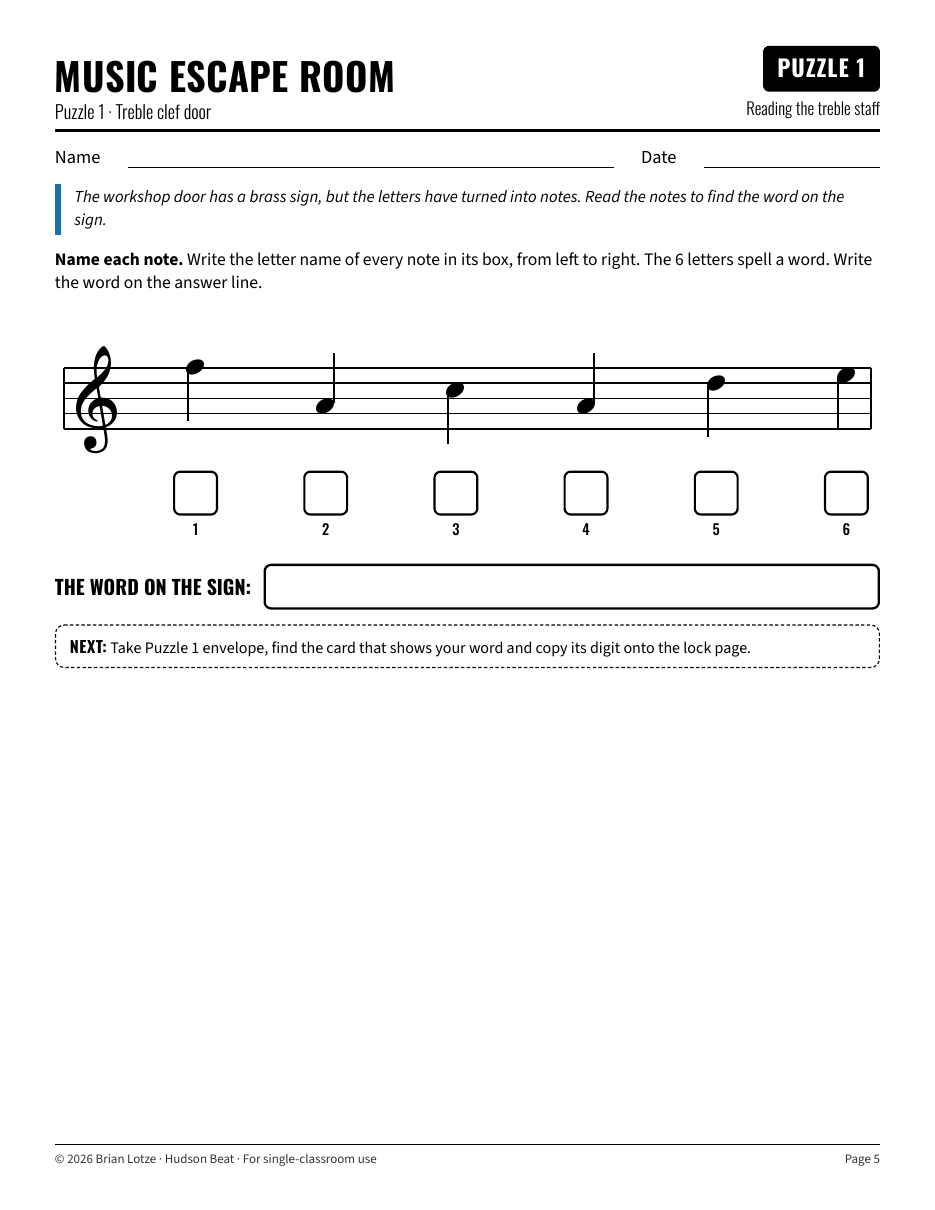 MUSIC ESCAPE ROOM
PUZZLE 1
Puzzle 1 · Treble clef door
Reading the treble staff
Name
Date
The workshop door has a brass sign, but the letters have turned into notes. Read the notes to find the word on the
sign.
Name each note. Write the letter name of every note in its box, from left to right. The 6 letters spell a word. Write
the word on the answer line.
1 2 3 4 5 6
THE WORD ON THE SIGN:
NEXT: Take Puzzle 1 envelope, find the card that shows your word and copy its digit onto the lock page.
© 2026 Brian Lotze · Hudson Beat · For single-classroom use
Page 5